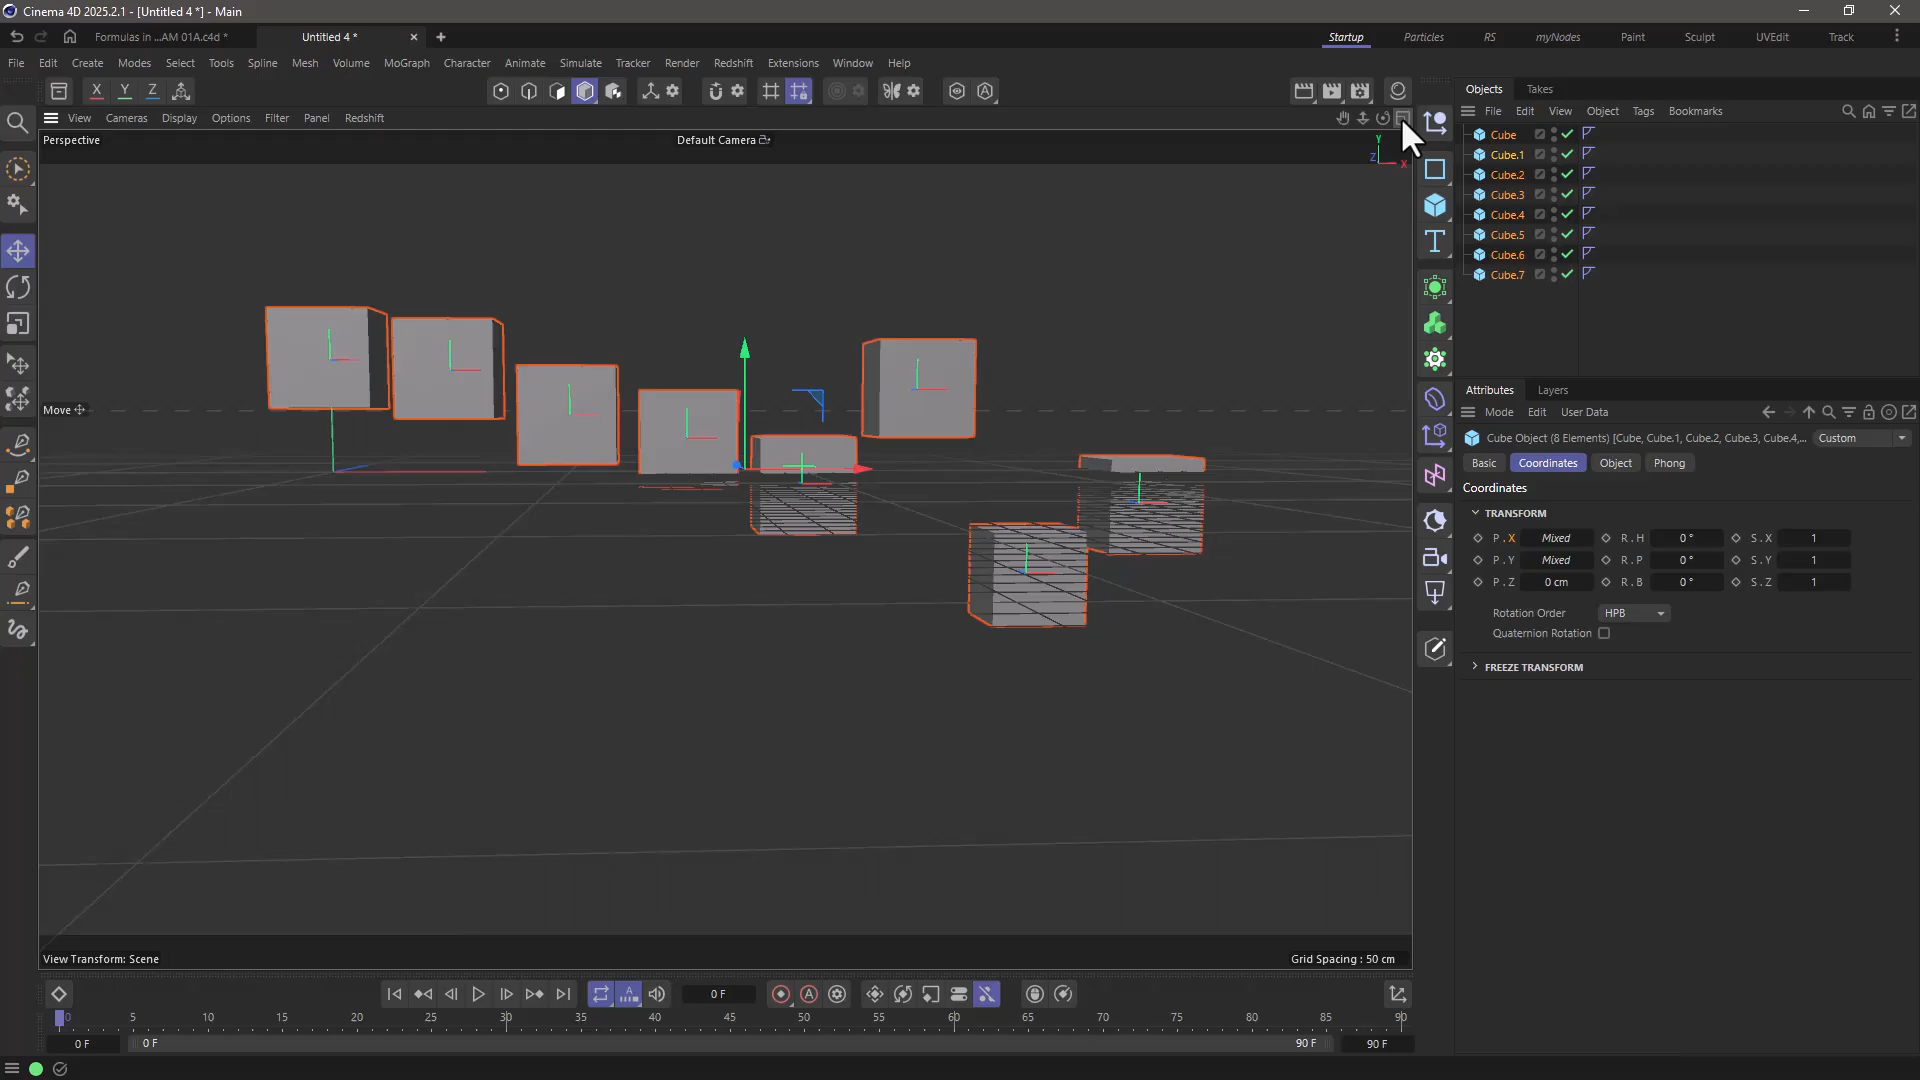 Cinema 4D 2025.2.1 - [Untitled 4 *] - Main
Formulas in ...AM 01A.c4d *
Untitled 4 *
Startup
Particles
RS
myNodes
Paint
Sculpt
UVEdit
Track
File Edit Create Modes Select Tools Spline Mesh Volume MoGraph Character Animate Simulate Tracker Render Redshift Extensions Window Help
X Y Z
Objects Takes
View Cameras Display Options Filter Panel Redshift
File Edit View Object Tags Bookmarks
Perspective
Default Camera
Y
Z
X
Cube
Cube.1
Cube.2
Cube.3
Cube.4
Cube.5
Cube.6
Cube.7
Move
Attributes Layers
Mode Edit User Data
Cube Object (8 Elements) [Cube, Cube.1, Cube.2, Cube.3, Cube.4,...
Custom
Basic Coordinates Object Phong
Coordinates
TRANSFORM
P . X Mixed R . H 0 ° S . X 1
P . Y Mixed R . P 0 ° S . Y 1
P . Z 0 cm R . B 0 ° S . Z 1
Rotation Order HPB
Quaternion Rotation
FREEZE TRANSFORM
View Transform: Scene
Grid Spacing : 50 cm
0 F
0 5 10 15 20 25 30 35 40 45 50 55 60 65 70 75 80 85 90
0 F 0 F 90 F 90 F